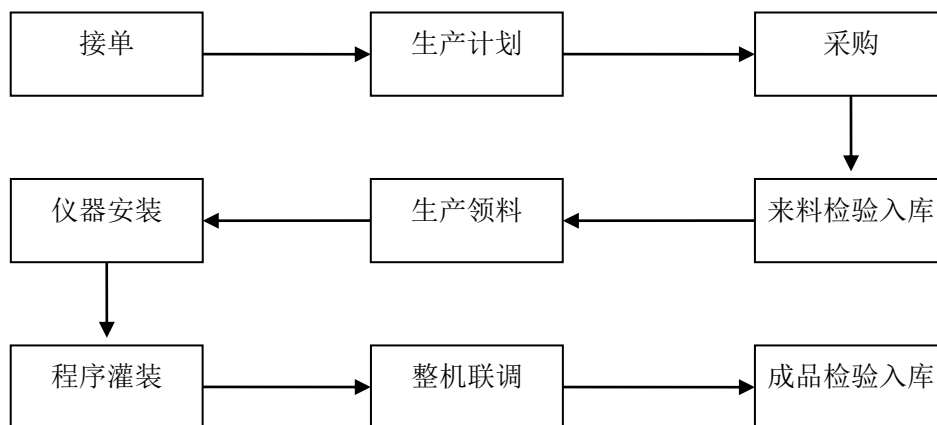 接单
生产计划
采购
仪器安装
生产领料
来料检验入库
程序灌装
整机联调
成品检验入库